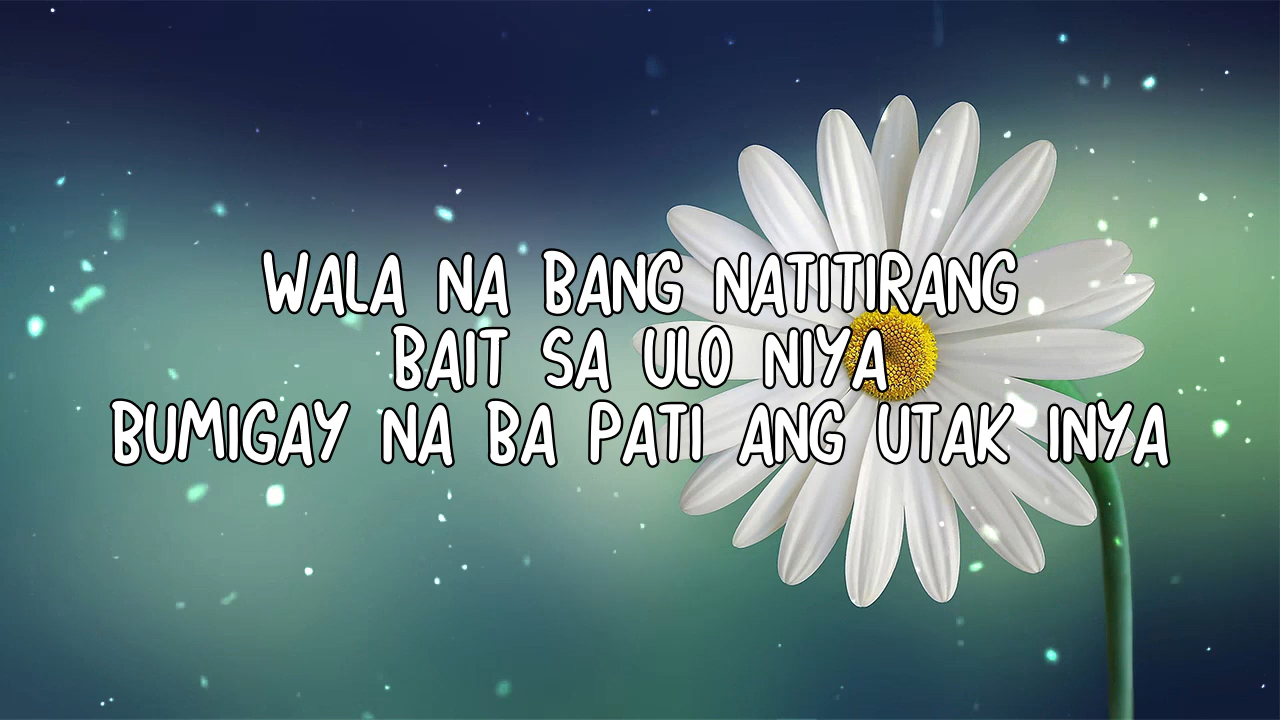 WALA NA BANG NATITIRANG
BAIT SA ULO NIYA
BUMIGAY NA BA PATI ANG UTAK INYA